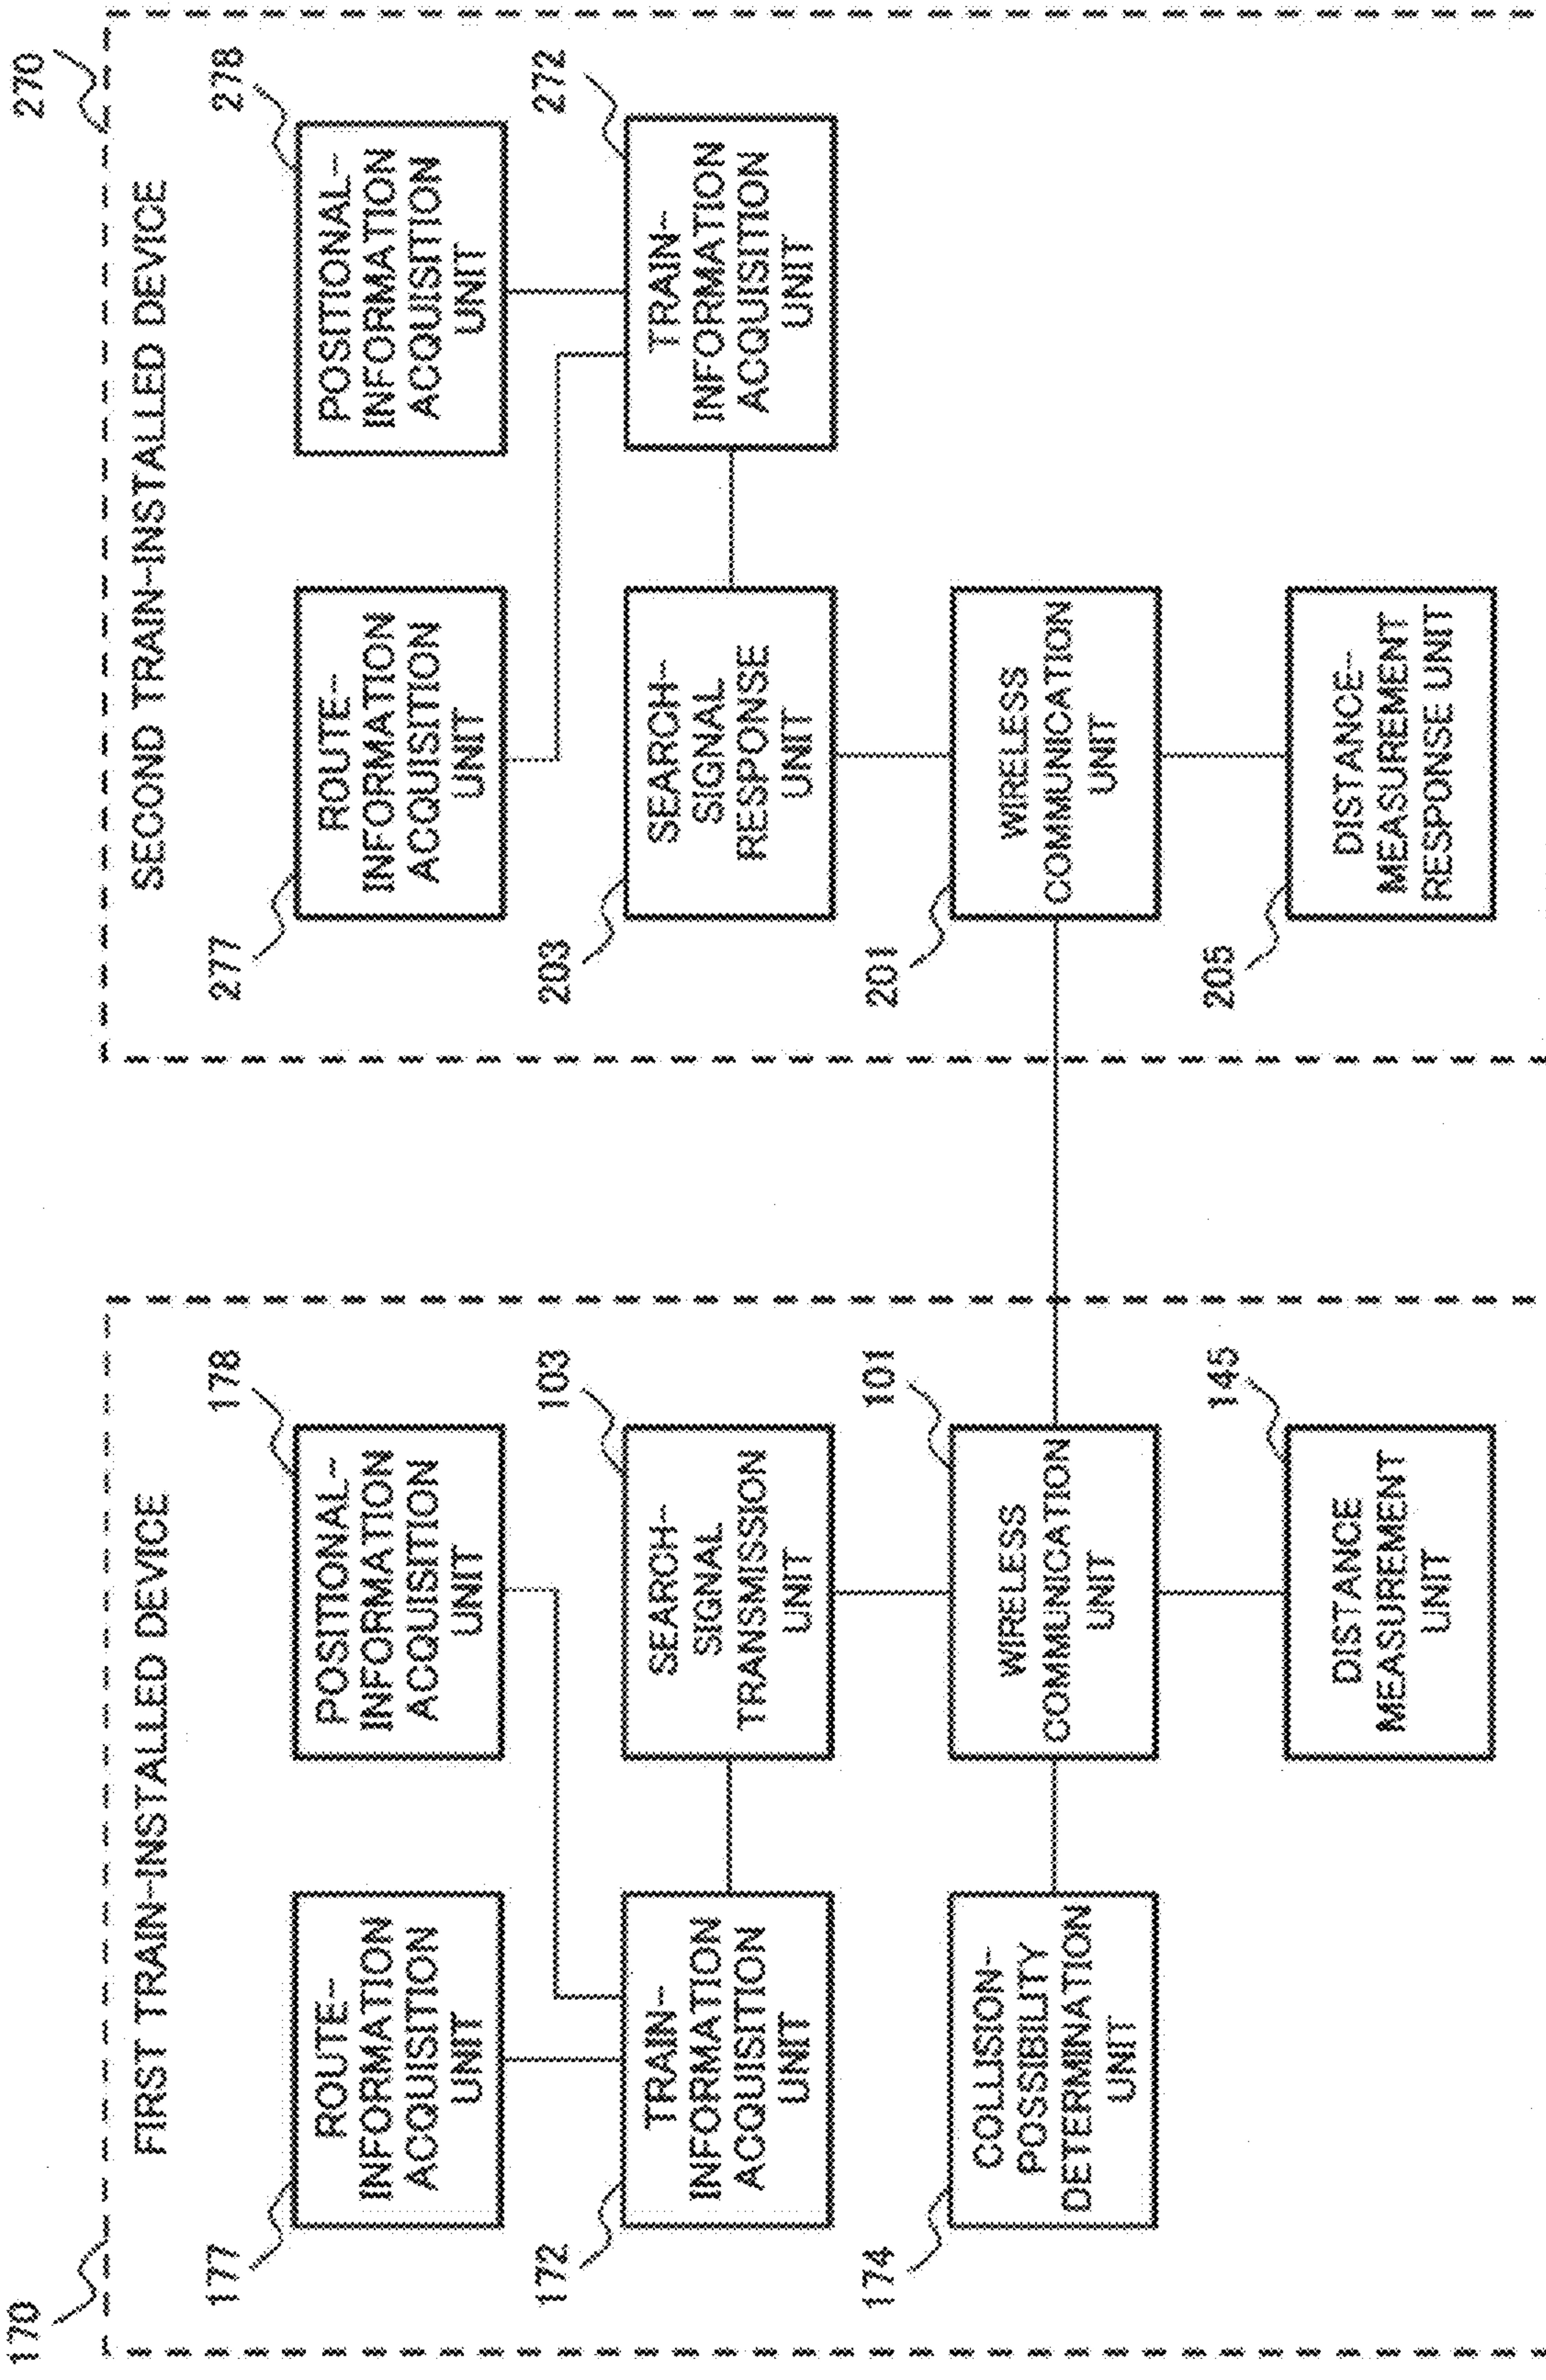 170
FIRST TRAIN-INSTALLED DEVICE
177
ROUTE-
INFORMATION
ACQUISITION
UNIT
178
POSITIONAL-
INFORMATION
ACQUISITION
UNIT
172
TRAIN-
INFORMATION
ACQUISITION
UNIT
103
SEARCH-
SIGNAL
TRANSMISSION
UNIT
174
COLLISION-
POSSIBILITY
DETERMINATION
UNIT
101
WIRELESS
COMMUNICATION
UNIT
145
DISTANCE
MEASUREMENT
UNIT
270
SECOND TRAIN-INSTALLED DEVICE
277
ROUTE-
INFORMATION
ACQUISITION
UNIT
278
POSITIONAL-
INFORMATION
ACQUISITION
UNIT
203
SEARCH-
SIGNAL
RESPONSE
UNIT
272
TRAIN-
INFORMATION
ACQUISITION
UNIT
201
WIRELESS
COMMUNICATION
UNIT
205
DISTANCE-
MEASUREMENT
RESPONSE UNIT